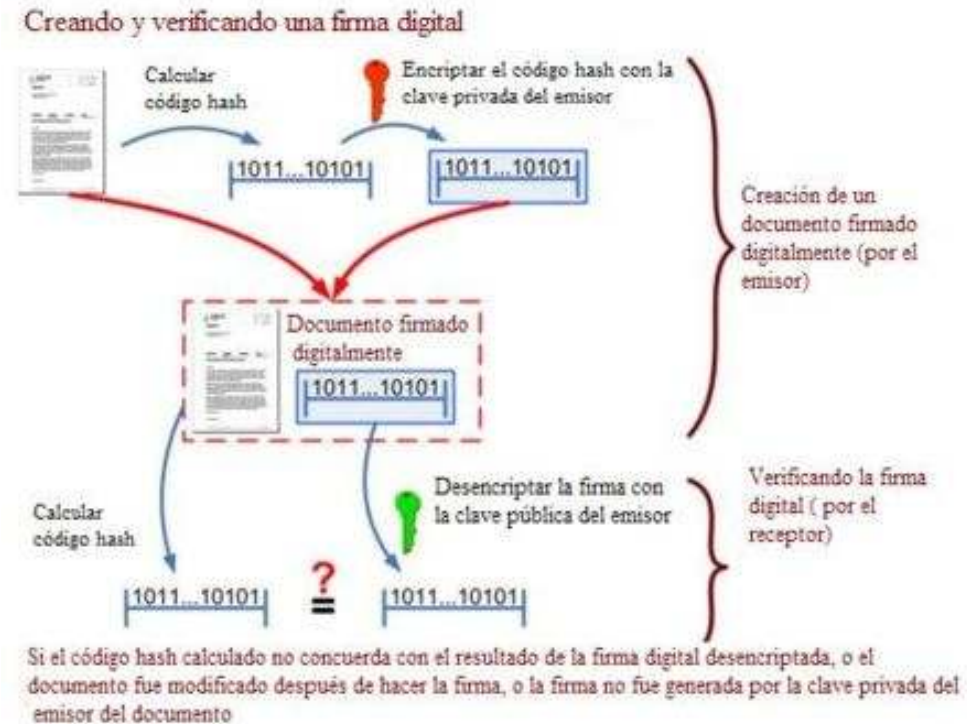 Creando y verificando una firma digital
Calcular
código hash
Encriptar el código hash con la
clave privada del emisor
1011...10101
1011...10101
Creación de un
documento firmado
digitalmente (por el
emisor)
Documento firmado
digitalmente
1011...10101
Calcular
código hash
Desencriptar la firma con
la clave pública del emisor
Verificando la firma
digital ( por el
receptor)
1011...10101
?
=
1011...10101
Si el código hash calculado no concuerda con el resultado de la firma digital desencriptada, o el
documento fue modificado después de hacer la firma, o la firma no fue generada por la clave privada del
emisor del documento